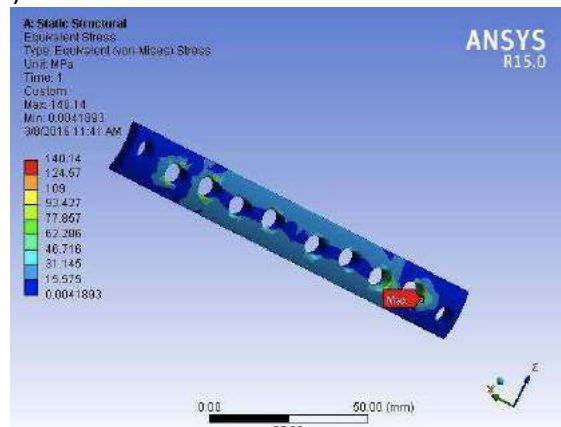 A: Static Structural
Equivalent Stress
Type: Equivalent (von-Mises) Stress
Unit: MPa
Time: 1
Custom
Max: 140.14
Min: 0.0041893
3/8/2016 11:41 AM
140.14
124.57
109
93.427
77.857
62.286
46.716
31.145
15.575
0.0041893
ANSYS
R15.0
Max
0.00
50.00 (mm)
Z
X